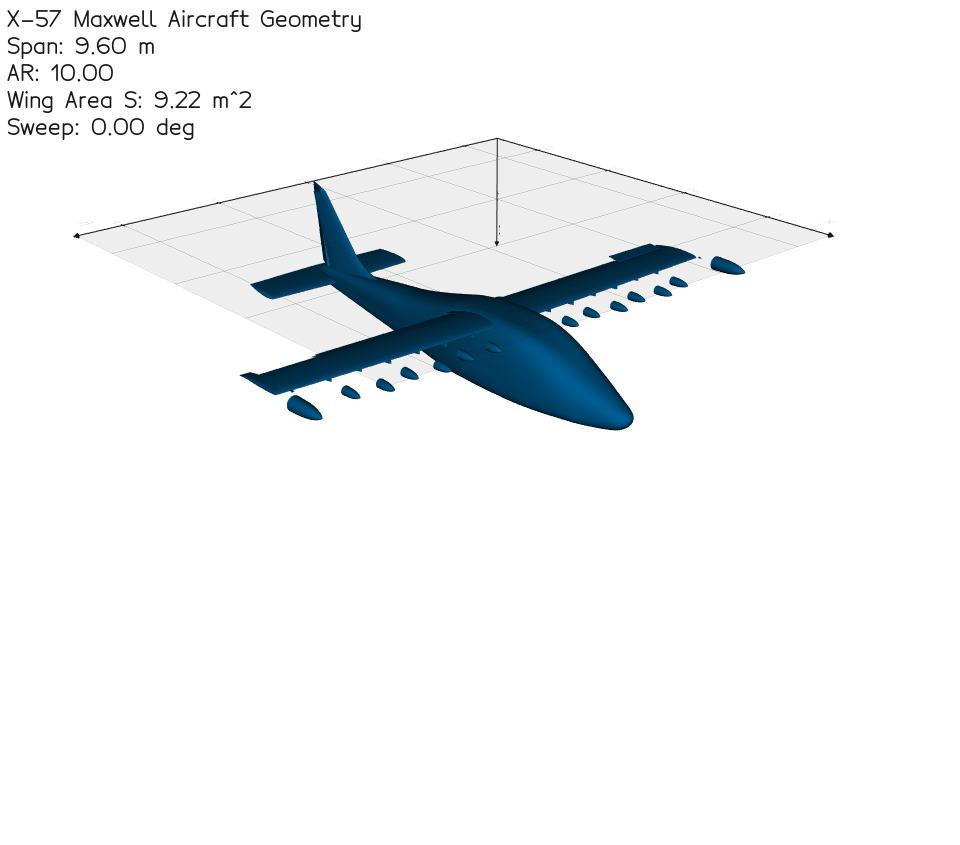 X-57 Maxwell Aircraft Geometry
Span: 9.60 m
AR: 10.00
Wing Area S: 9.22 m^2
Sweep: 0.00 deg